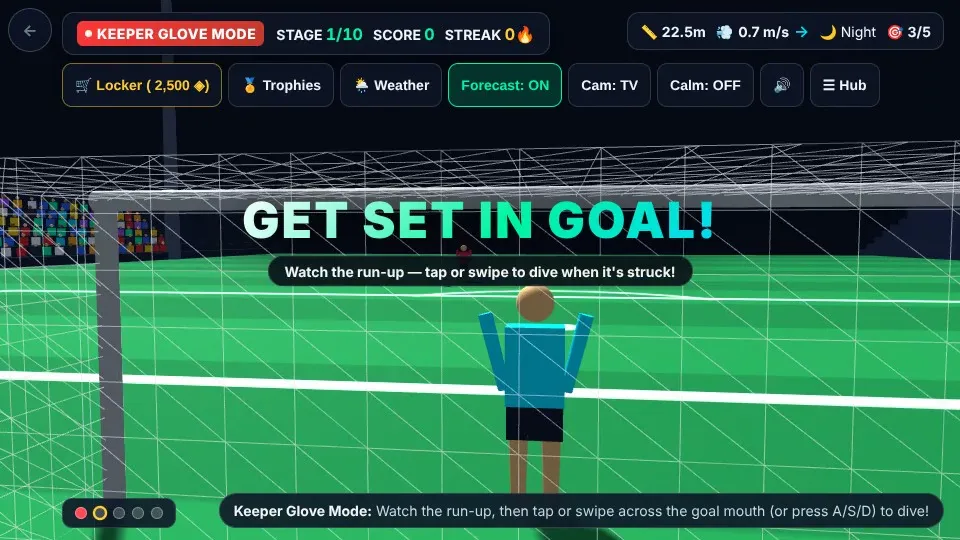 KEEPER GLOVE MODE STAGE 1/10 SCORE 0 STREAK 0🔥
📏 22.5m 💨 0.7 m/s → 🌙 Night 🎯 3/5
🛒 Locker ( 2,500 ◈)
🏅 Trophies
🌦 Weather
Forecast: ON
Cam: TV
Calm: OFF
🔊
☰ Hub
GET SET IN GOAL!
Watch the run-up — tap or swipe to dive when it's struck!
Keeper Glove Mode: Watch the run-up, then tap or swipe across the goal mouth (or press A/S/D) to dive!